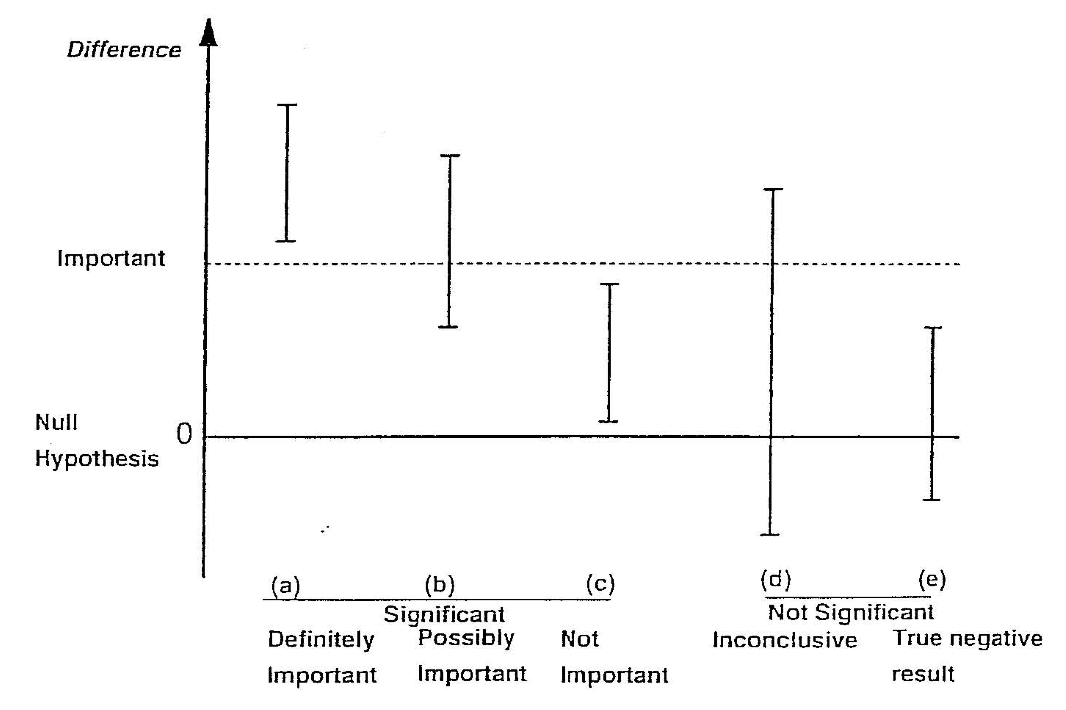 Difference
Important
Null
0
Hypothesis
(a) (b) (c) (d) (e)
Significant Not Significant
Definitely Possibly Not Inconclusive True negative
Important Important Important result